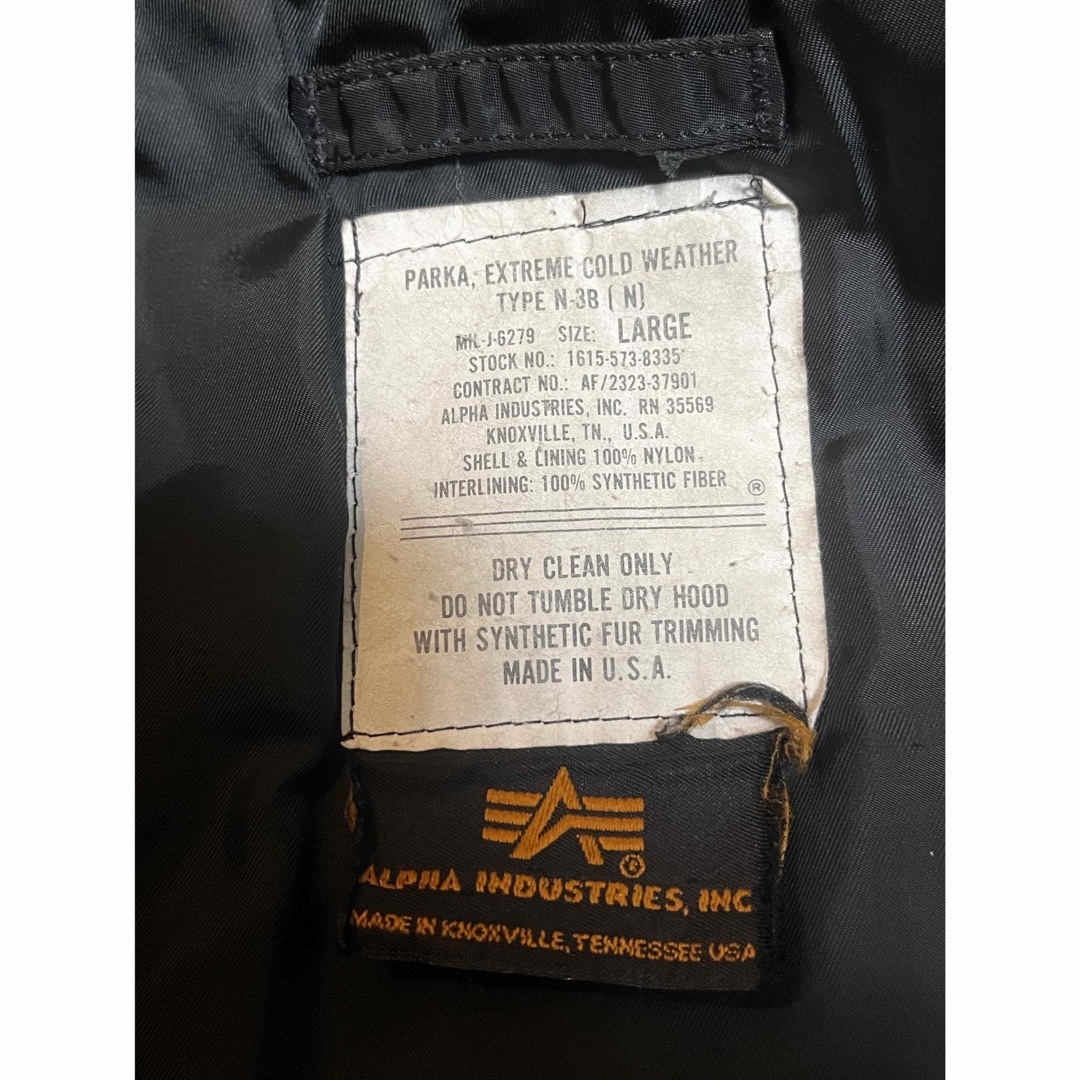 PARKA, EXTREME COLD WEATHER
TYPE N-3B (N)
MIL-J-6279 SIZE: LARGE
STOCK NO.: 1615-573-8335
CONTRACT NO.: AF/2323-37901
ALPHA INDUSTRIES, INC. RN 35569
KNOXVILLE, TN., U.S.A.
SHELL & LINING 100% NYLON
INTERLINING: 100% SYNTHETIC FIBER ®
DRY CLEAN ONLY
DO NOT TUMBLE DRY HOOD
WITH SYNTHETIC FUR TRIMMING
MADE IN U.S.A.
®
ALPHA INDUSTRIES, INC
MADE IN KNOXVILLE, TENNESSEE USA